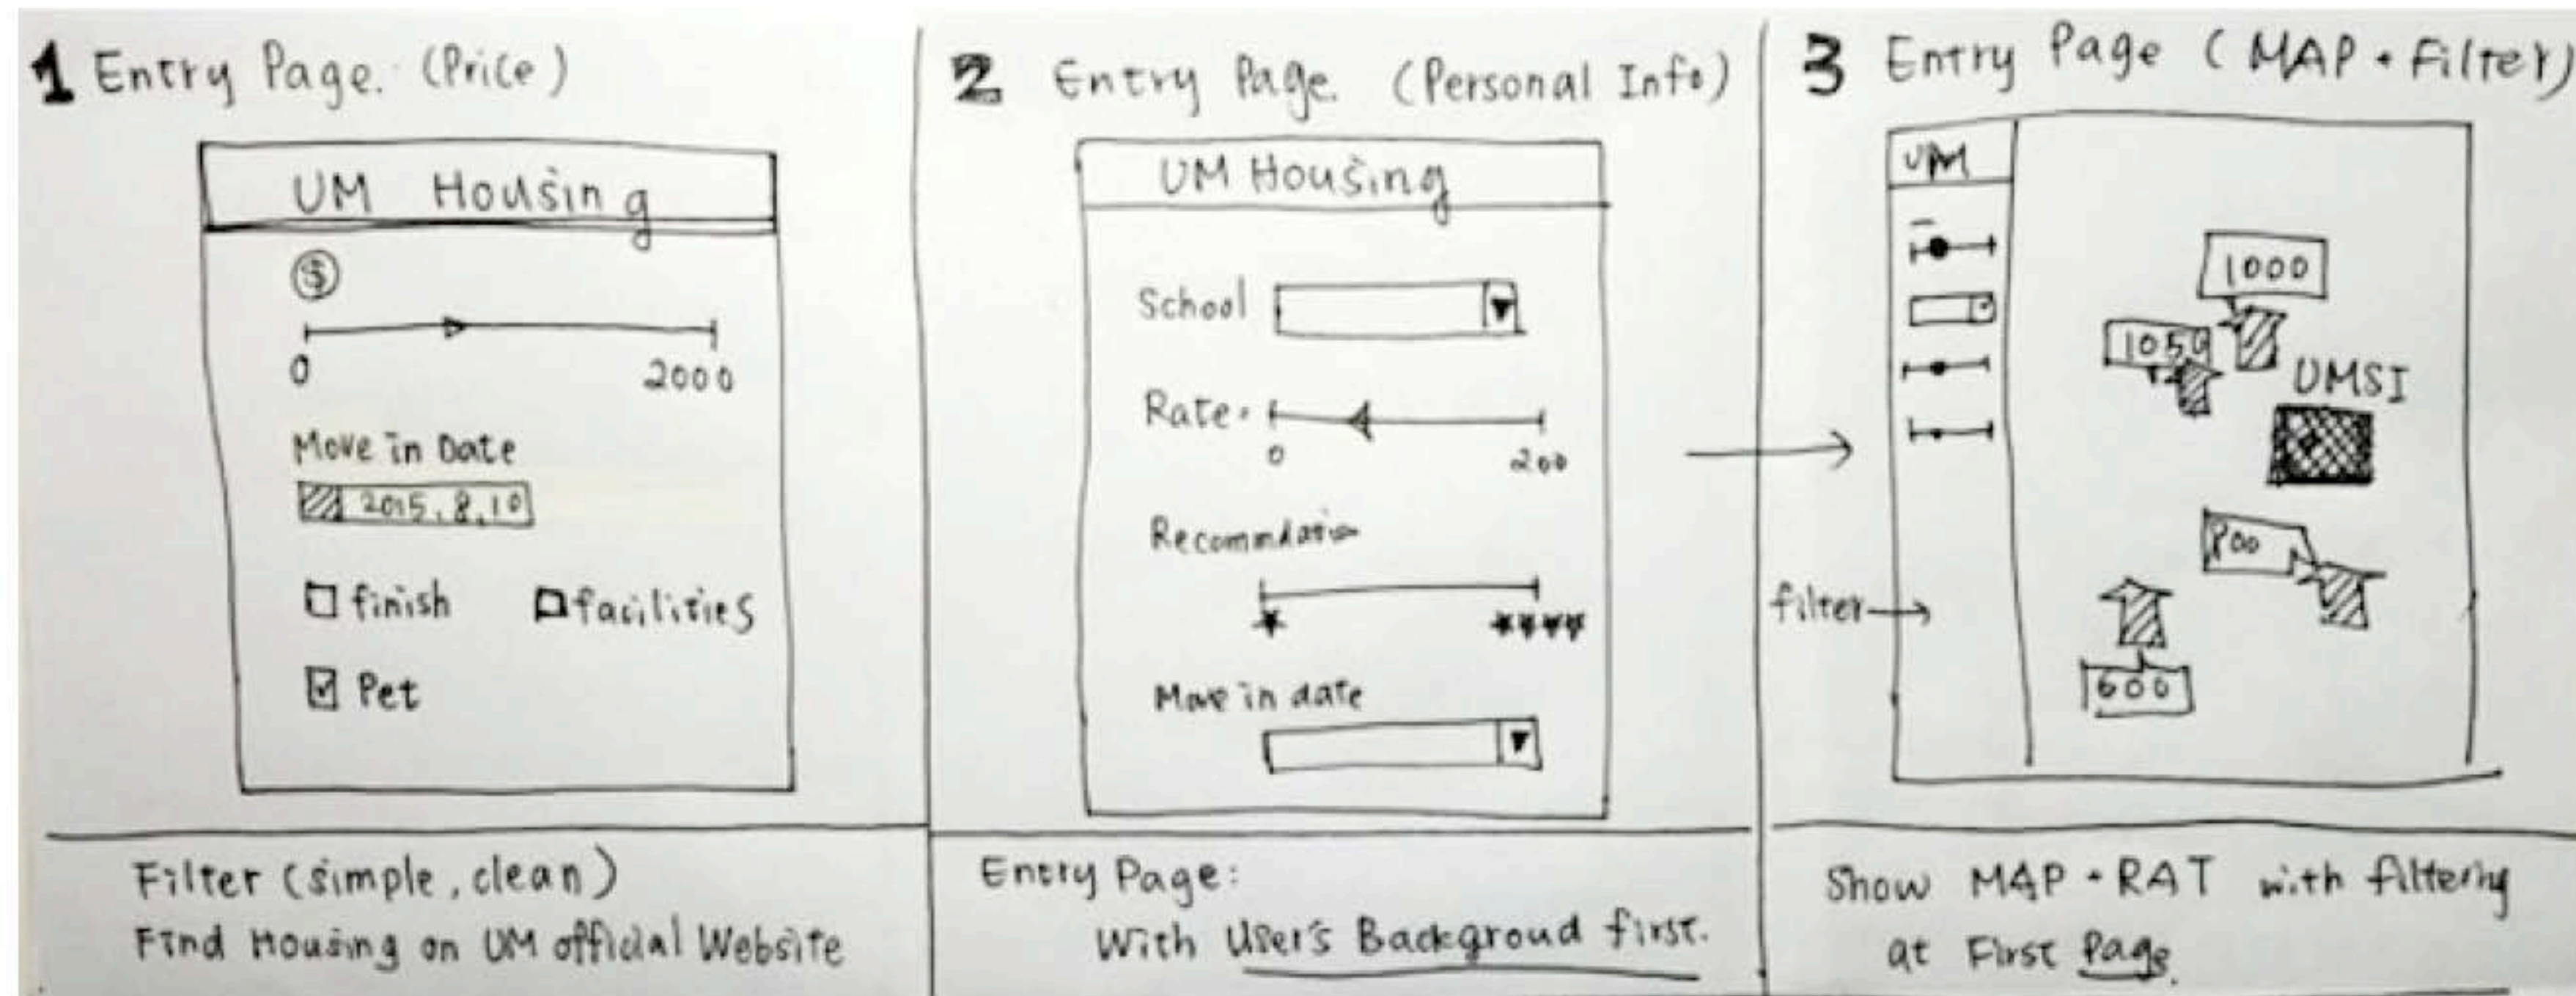 1 Entry Page. (Price)
UM Housing
$
0 2000
Move in Date
2015.8.10
finish facilities
Pet
Filter (simple, clean)
Find Housing on UM official Website
2 Entry Page. (Personal Info)
UM Housing
School
Rate.
0 200
Recommdation
Move in date
Entry Page:
With User's Backgroud first.
3 Entry Page (MAP + Filter)
UM
1000
1050
UMSI
800
filter
600
Show MAP + RAT with filtering
at First Page.